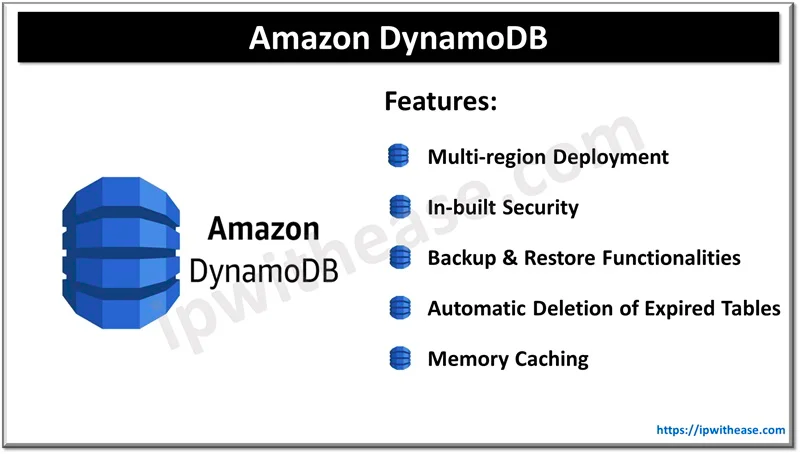 Amazon DynamoDB
Features:
Multi-region Deployment
In-built Security
Backup & Restore Functionalities
Automatic Deletion of Expired Tables
Memory Caching
Amazon
DynamoDB
ipwithease.com
https://ipwithease.com